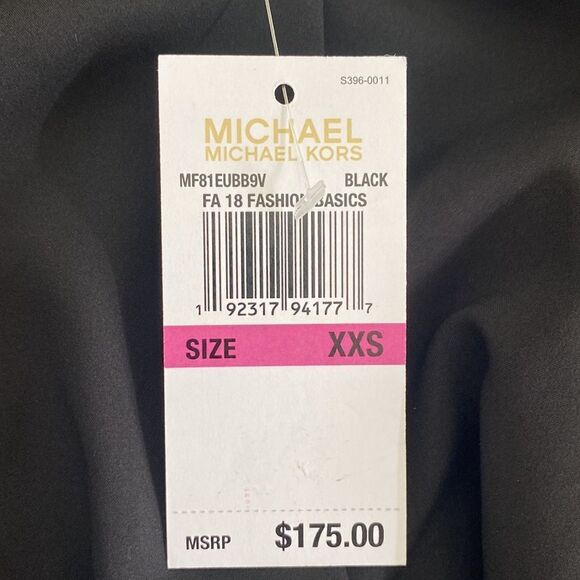 S396-0011
MICHAEL
MICHAEL KORS
MF81EUBB9V BLACK
FA 18 FASHION BASICS
1 92317 94177 7
SIZE XXS
MSRP $175.00